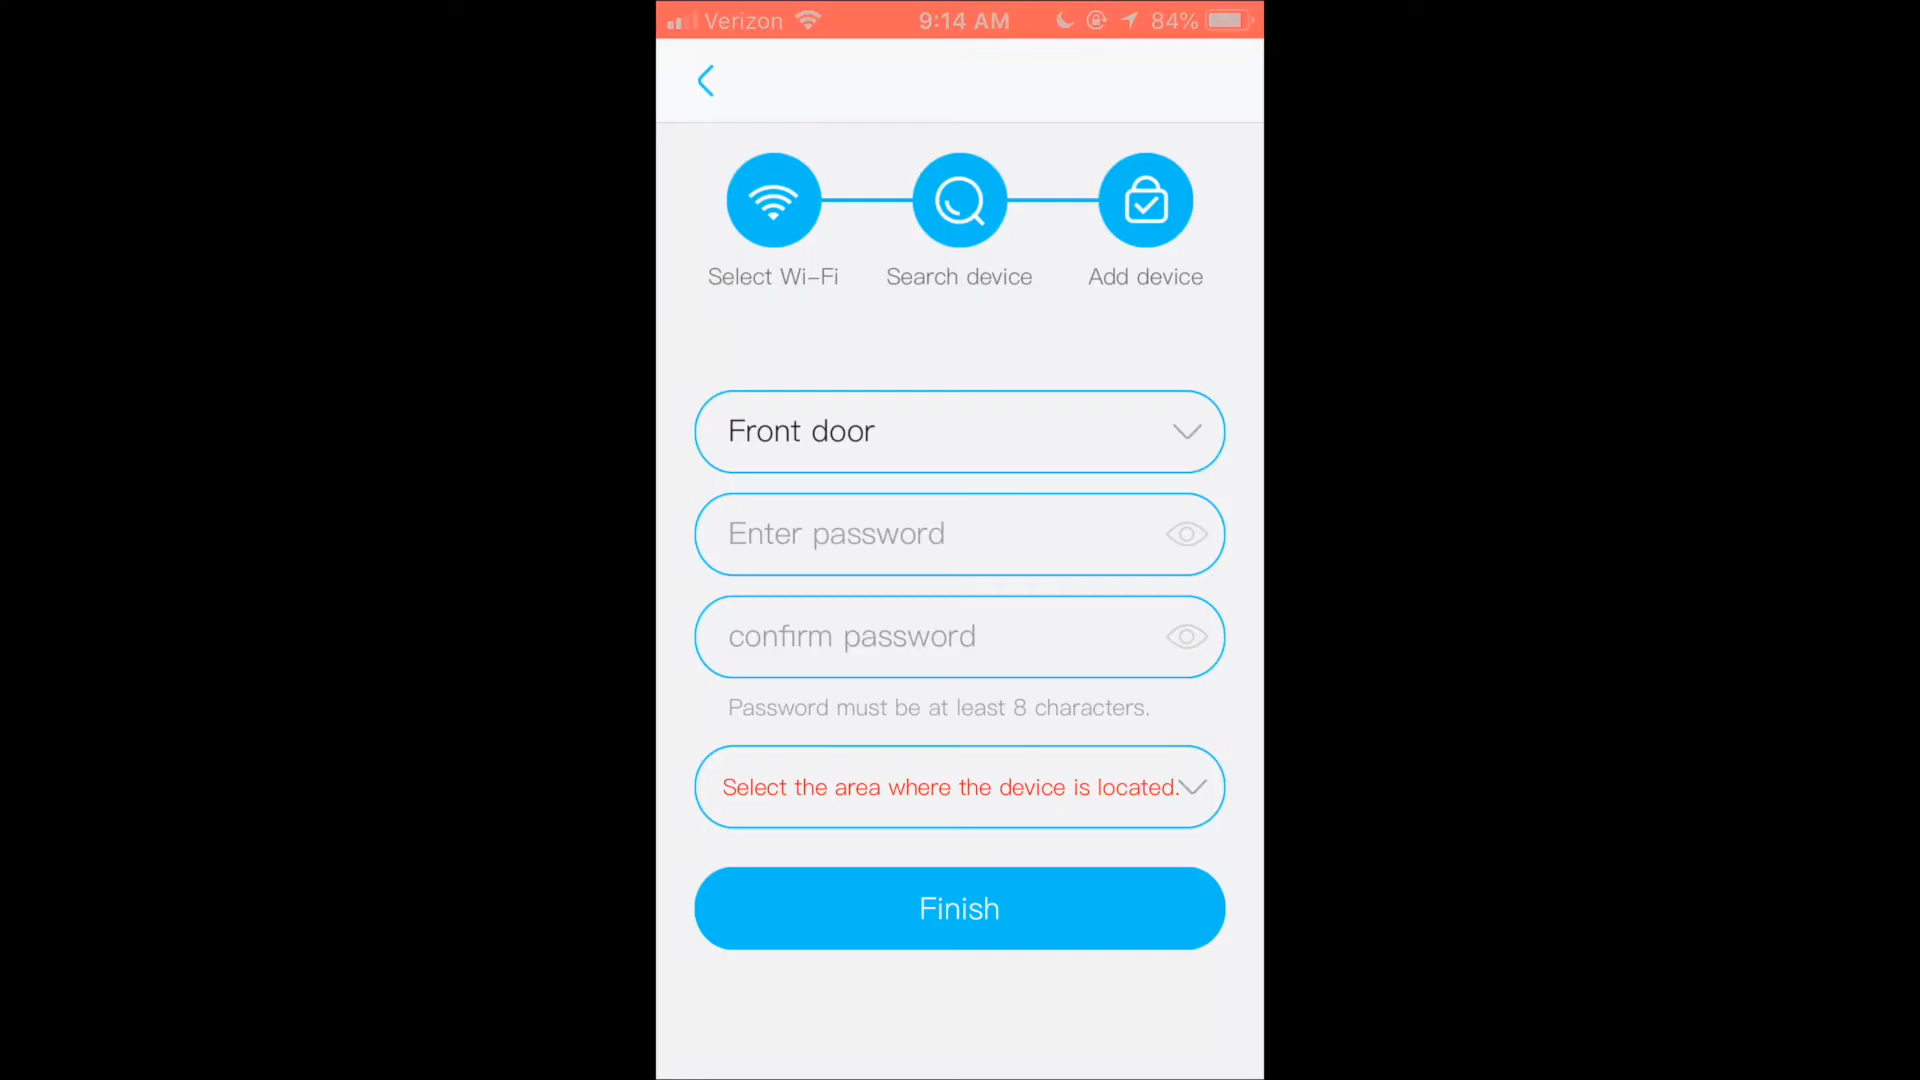 Verizon 9:14 AM 84%
Select Wi-Fi Search device Add device
Front door
Enter password
confirm password
Password must be at least 8 characters.
Select the area where the device is located.
Finish